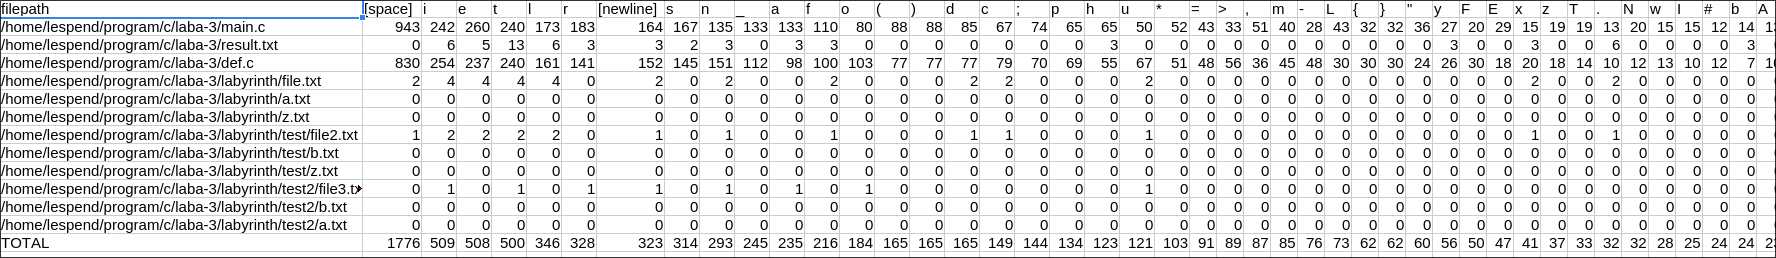 filepath [space] i e t l r [newline] s n _ a f o ( ) d c ; p h u * = > , m - L { } " y F E x z T . N w I # b A
/home/lespend/program/c/laba-3/main.c 943 242 260 240 173 183 164 167 135 133 133 110 80 88 88 85 67 74 65 65 50 52 43 33 51 40 28 43 32 32 36 27 20 29 15 19 19 13 20 15 15 12 14
/home/lespend/program/c/laba-3/result.txt 0 6 5 13 6 3 3 2 3 0 3 3 0 0 0 0 0 0 0 3 0 0 0 0 0 0 0 0 0 0 0 3 0 0 3 0 0 6 0 0 0 0 3
/home/lespend/program/c/laba-3/def.c 830 254 237 240 161 141 152 145 151 112 98 100 103 77 77 77 79 70 69 55 67 51 48 56 36 45 48 30 30 30 24 26 30 18 20 18 14 10 12 13 10 12 7
/home/lespend/program/c/laba-3/labyrinth/file.txt 2 4 4 4 4 0 2 0 2 0 0 2 0 0 0 2 2 0 0 0 2 0 0 0 0 0 0 0 0 0 0 0 0 0 2 0 0 2 0 0 0 0 0
/home/lespend/program/c/laba-3/labyrinth/a.txt 0 0 0 0 0 0 0 0 0 0 0 0 0 0 0 0 0 0 0 0 0 0 0 0 0 0 0 0 0 0 0 0 0 0 0 0 0 0 0 0 0 0 0
/home/lespend/program/c/laba-3/labyrinth/z.txt 0 0 0 0 0 0 0 0 0 0 0 0 0 0 0 0 0 0 0 0 0 0 0 0 0 0 0 0 0 0 0 0 0 0 0 0 0 0 0 0 0 0 0
/home/lespend/program/c/laba-3/labyrinth/test/file2.txt 1 2 2 2 2 0 1 0 1 0 0 1 0 0 0 1 1 0 0 0 1 0 0 0 0 0 0 0 0 0 0 0 0 0 1 0 0 1 0 0 0 0 0
/home/lespend/program/c/laba-3/labyrinth/test/b.txt 0 0 0 0 0 0 0 0 0 0 0 0 0 0 0 0 0 0 0 0 0 0 0 0 0 0 0 0 0 0 0 0 0 0 0 0 0 0 0 0 0 0 0
/home/lespend/program/c/laba-3/labyrinth/test/z.txt 0 0 0 0 0 0 0 0 0 0 0 0 0 0 0 0 0 0 0 0 0 0 0 0 0 0 0 0 0 0 0 0 0 0 0 0 0 0 0 0 0 0 0
/home/lespend/program/c/laba-3/labyrinth/test2/file3.tx 0 1 0 1 0 1 1 0 1 0 1 0 1 0 0 0 0 0 0 0 1 0 0 0 0 0 0 0 0 0 0 0 0 0 0 0 0 0 0 0 0 0 0
/home/lespend/program/c/laba-3/labyrinth/test2/b.txt 0 0 0 0 0 0 0 0 0 0 0 0 0 0 0 0 0 0 0 0 0 0 0 0 0 0 0 0 0 0 0 0 0 0 0 0 0 0 0 0 0 0 0
/home/lespend/program/c/laba-3/labyrinth/test2/a.txt 0 0 0 0 0 0 0 0 0 0 0 0 0 0 0 0 0 0 0 0 0 0 0 0 0 0 0 0 0 0 0 0 0 0 0 0 0 0 0 0 0 0 0
TOTAL 1776 509 508 500 346 328 323 314 293 245 235 216 184 165 165 165 149 144 134 123 121 103 91 89 87 85 76 73 62 62 60 56 50 47 41 37 33 32 32 28 25 24 24